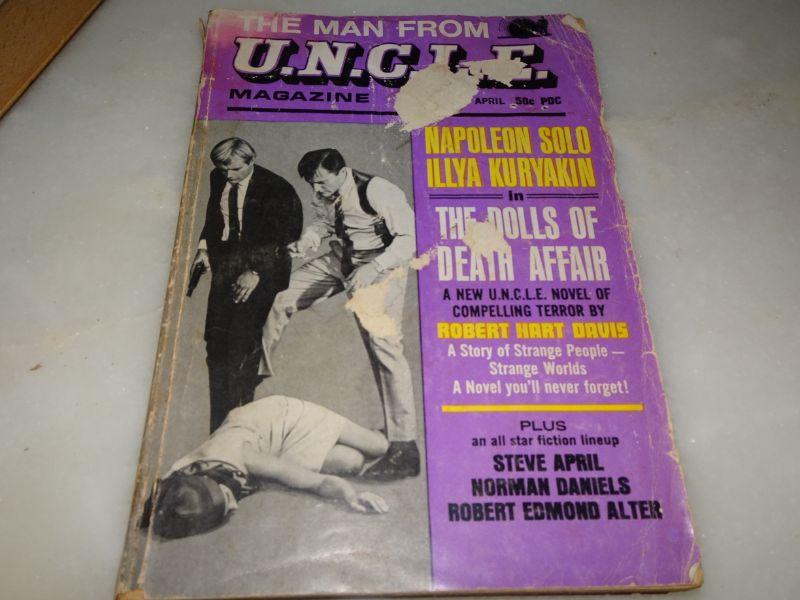 THE MAN FROM
U.N.C.L.E.
MAGAZINE
APRIL 50c PDC
NAPOLEON SOLO
ILLYA KURYAKIN
in
THE DOLLS OF
DEATH AFFAIR
A NEW U.N.C.L.E. NOVEL OF
COMPELLING TERROR BY
ROBERT HART DAVIS
A Story of Strange People —
Strange Worlds
A Novel you'll never forget!
PLUS
an all star fiction lineup
STEVE APRIL
NORMAN DANIELS
ROBERT EDMOND ALTER